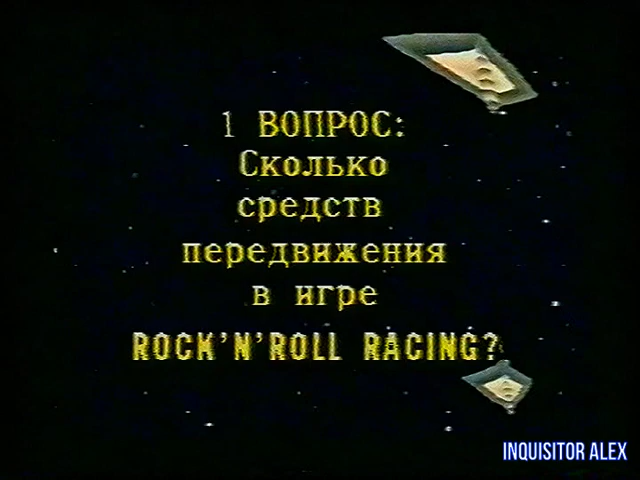 1 ВОПРОС:
Сколько
средств
передвижения
в игре
ROCK'N'ROLL RACING?
INQUISITOR ALEX